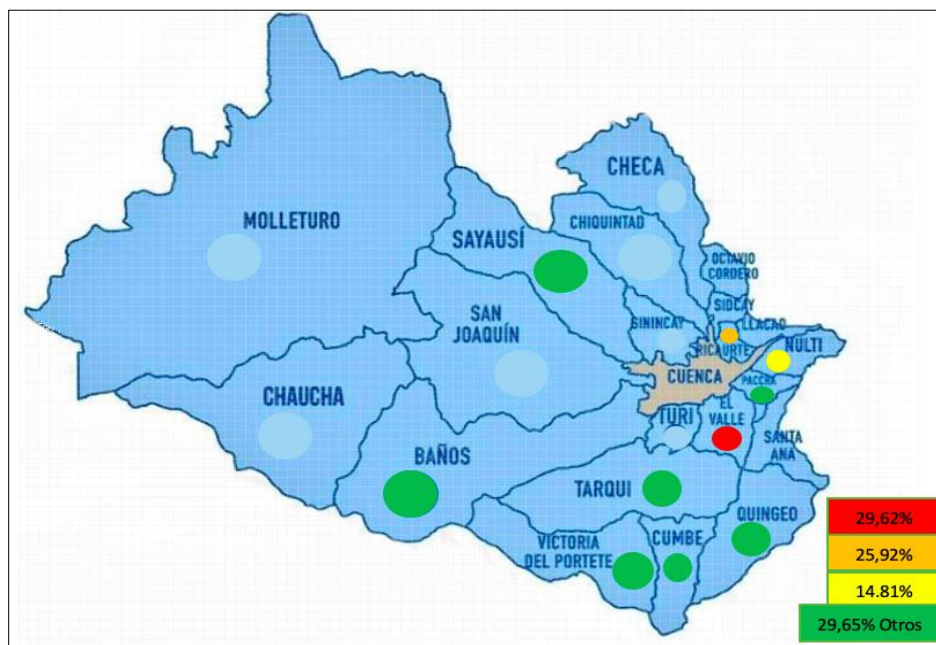 CHECA
MOLLETURO
CHIQUINTAD
SAYAUSÍ
OCTAVIO
CORDERO
SIDCAY
LLACAO
SAN
JOAQUÍN
SININCAY
RICAURTE
NULTI
CUENCA
PACCHA
CHAUCHA
TURI
EL
VALLE
SANTA
ANA
BAÑOS
TARQUI
QUINGEO
VICTORIA
DEL PORTETE
CUMBE
29,62%
25,92%
14.81%
29,65% Otros